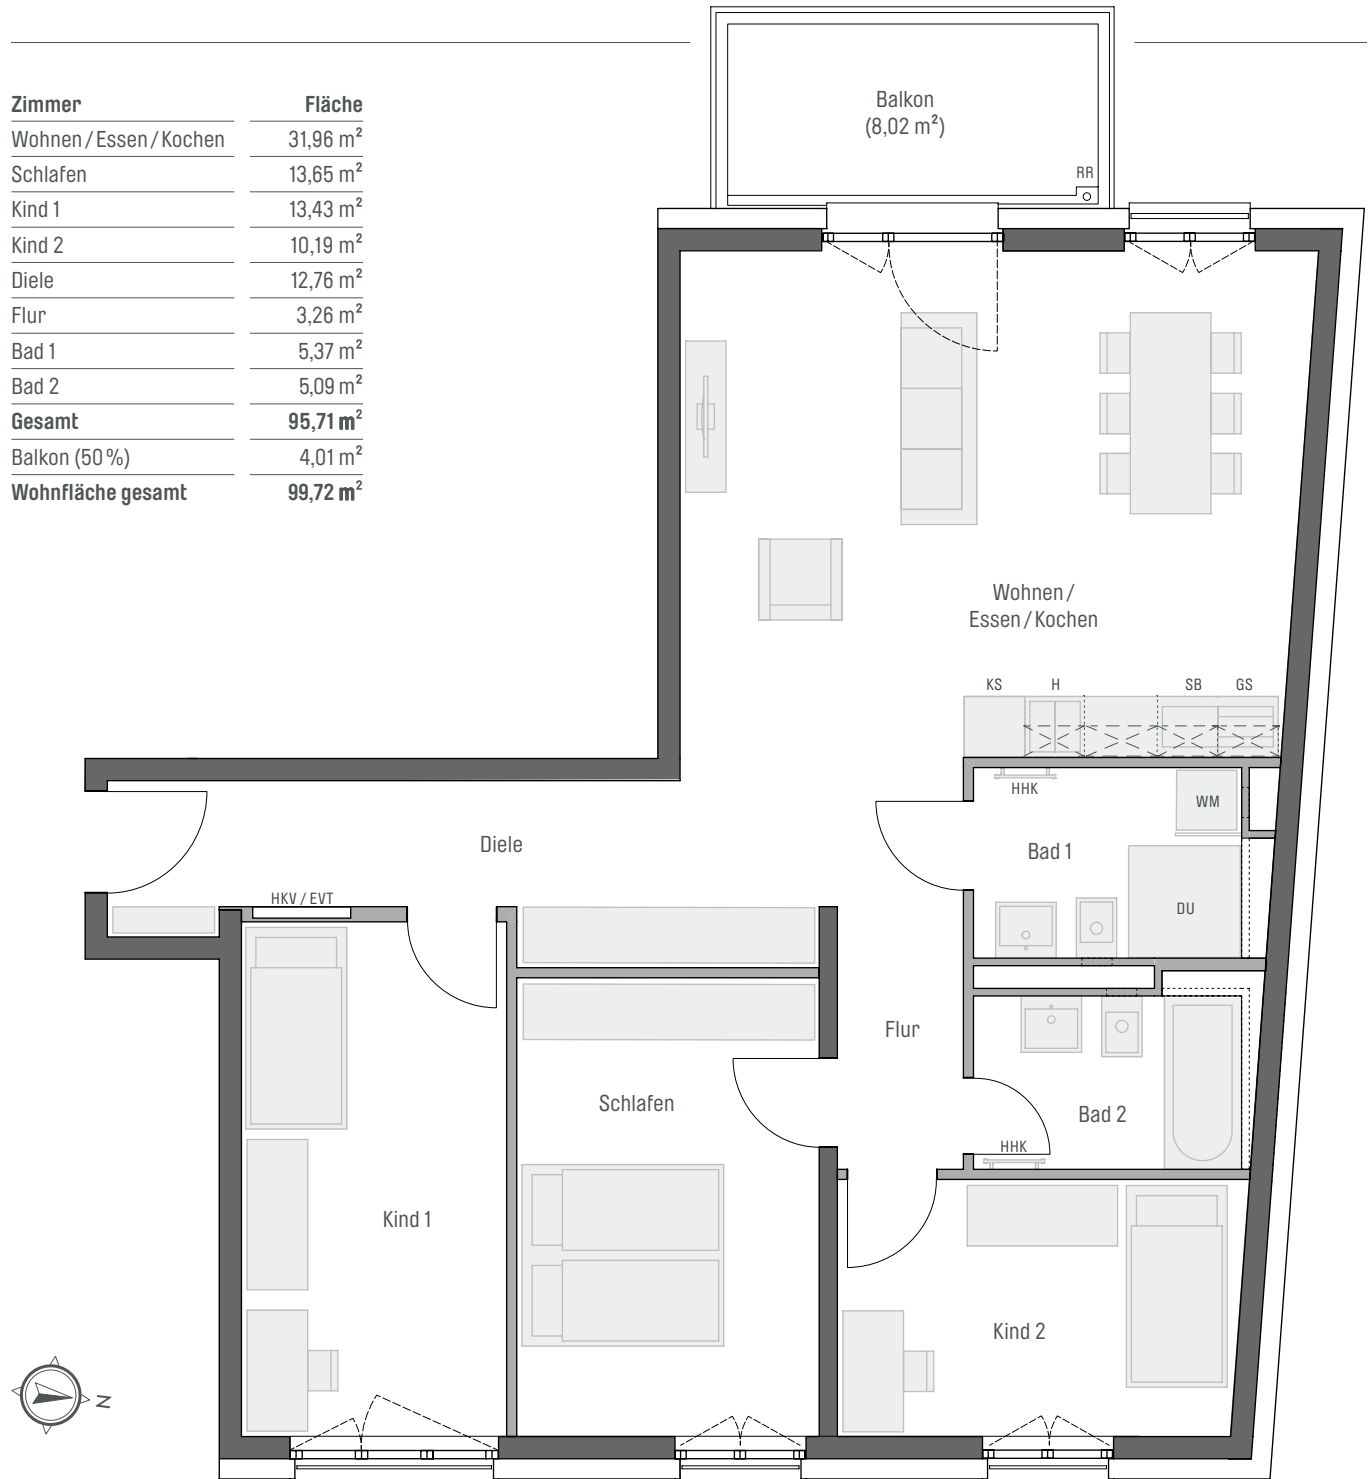 Zimmer Fläche
Wohnen / Essen / Kochen 31,96 m²
Schlafen 13,65 m²
Kind 1 13,43 m²
Kind 2 10,19 m²
Diele 12,76 m²
Flur 3,26 m²
Bad 1 5,37 m²
Bad 2 5,09 m²
Gesamt 95,71 m²
Balkon (50 %) 4,01 m²
Wohnfläche gesamt 99,72 m²
Balkon
(8,02 m²)
RR
Wohnen /
Essen / Kochen
KS H SB GS
HHK
WM
Bad 1
DU
Diele
HKV / EVT
Flur
Schlafen
Bad 2
HHK
Kind 1
Kind 2
N